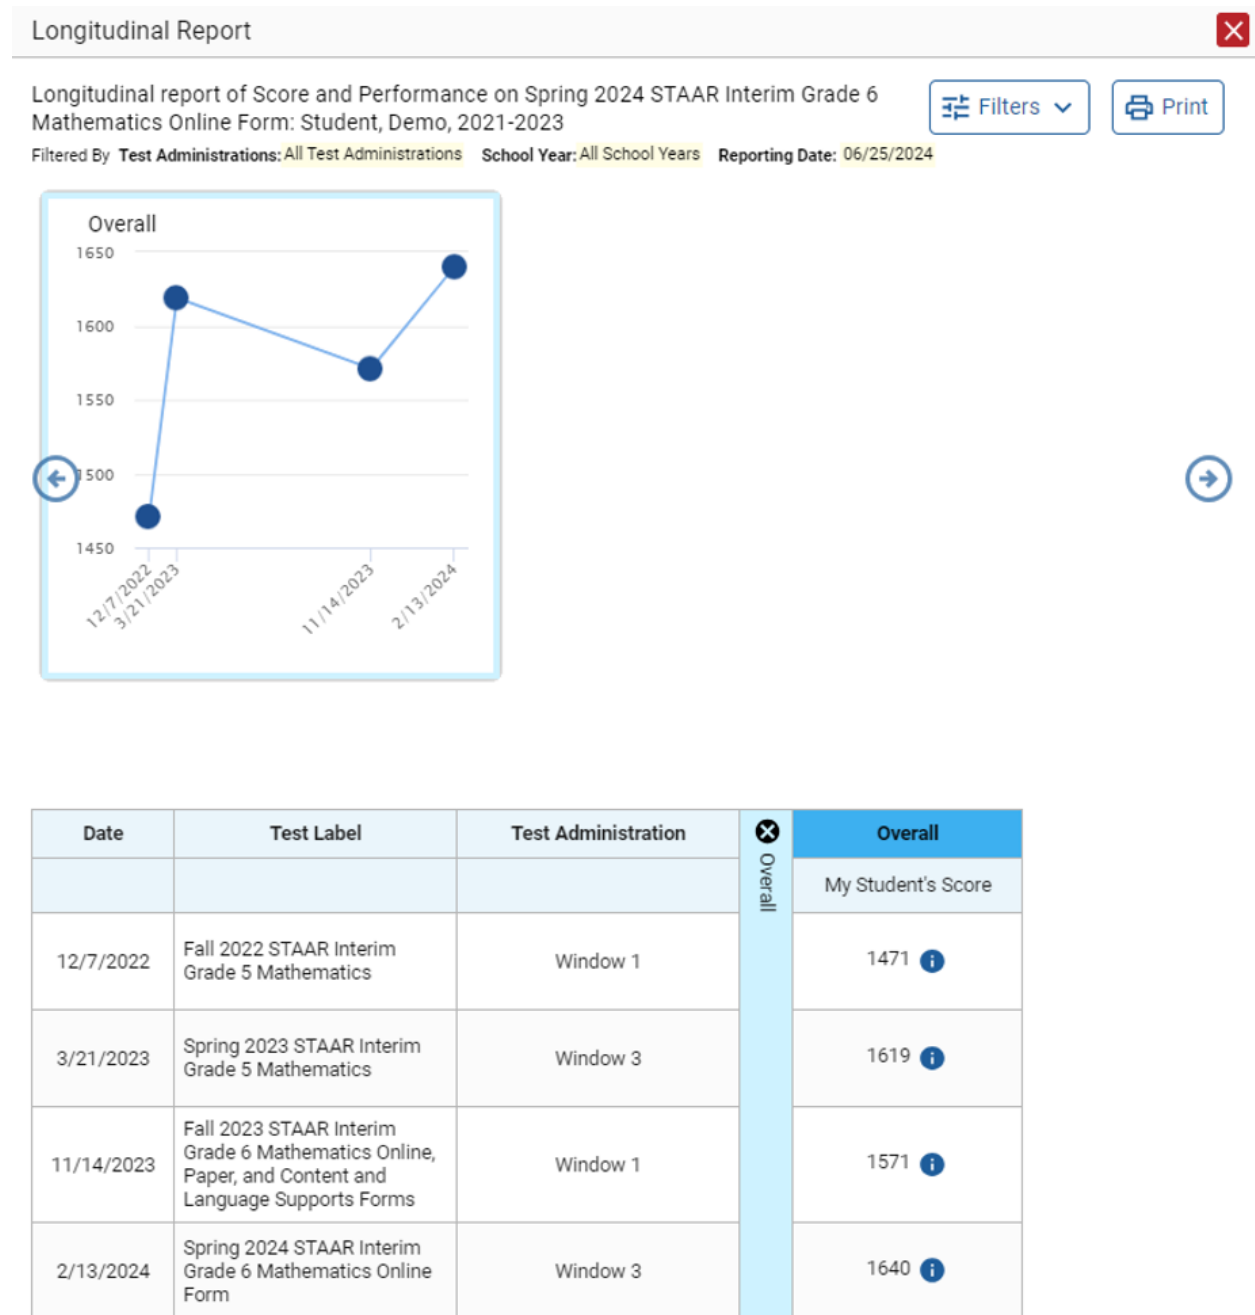 Longitudinal Report
Longitudinal report of Score and Performance on Spring 2024 STAAR Interim Grade 6
Mathematics Online Form: Student, Demo, 2021-2023
Filters
Print
Filtered By Test Administrations: All Test Administrations School Year: All School Years Reporting Date: 06/25/2024
Overall
1650
1600
1550
1500
1450
12/7/2022
3/21/2023
11/14/2023
2/13/2024
Date Test Label Test Administration Overall Overall
My Student's Score
12/7/2022
Fall 2022 STAAR Interim
Grade 5 Mathematics
Window 1
1471
3/21/2023
Spring 2023 STAAR Interim
Grade 5 Mathematics
Window 3
1619
11/14/2023
Fall 2023 STAAR Interim
Grade 6 Mathematics Online,
Paper, and Content and
Language Supports Forms
Window 1
1571
2/13/2024
Spring 2024 STAAR Interim
Grade 6 Mathematics Online
Form
Window 3
1640